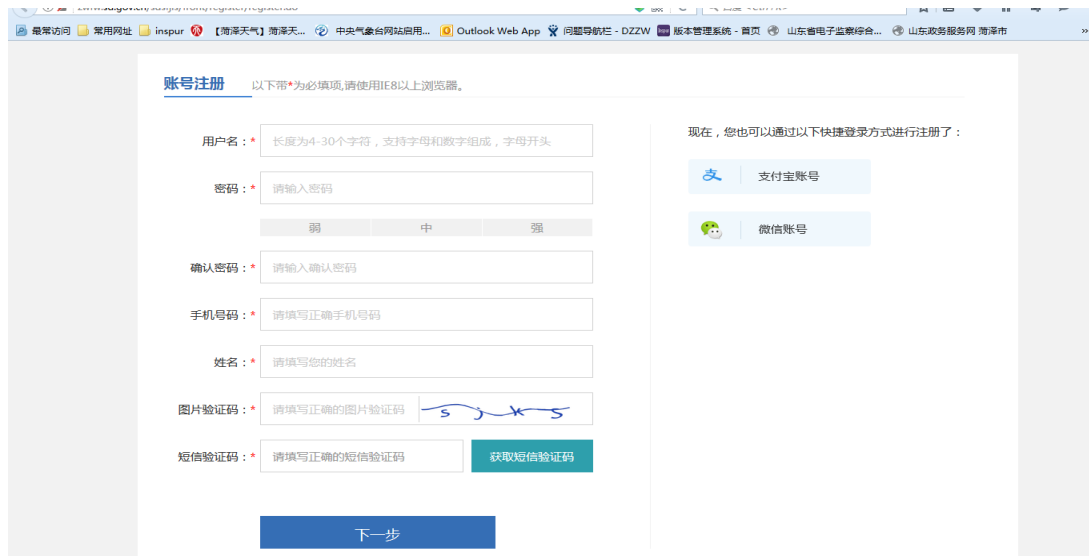 最常访问 常用网址 inspur 【菏泽天气】菏泽天... 中央气象台网站启用... Outlook Web App 问题导航栏 - DZZW 版本管理系统 - 首页 山东省电子监察综合... 山东政务服务网 菏泽市 »
账号注册 以下带*为必填项,请使用IE8以上浏览器。
用户名：* 长度为4-30个字符，支持字母和数字组成，字母开头
密码：* 请输入密码
弱 中 强
确认密码：* 请输入确认密码
手机号码：* 请填写正确手机号码
姓名：* 请填写您的姓名
图片验证码：* 请填写正确的图片验证码
短信验证码：* 请填写正确的短信验证码 获取短信验证码
下一步
现在，您也可以通过以下快捷登录方式进行注册了：
支付宝账号
微信账号